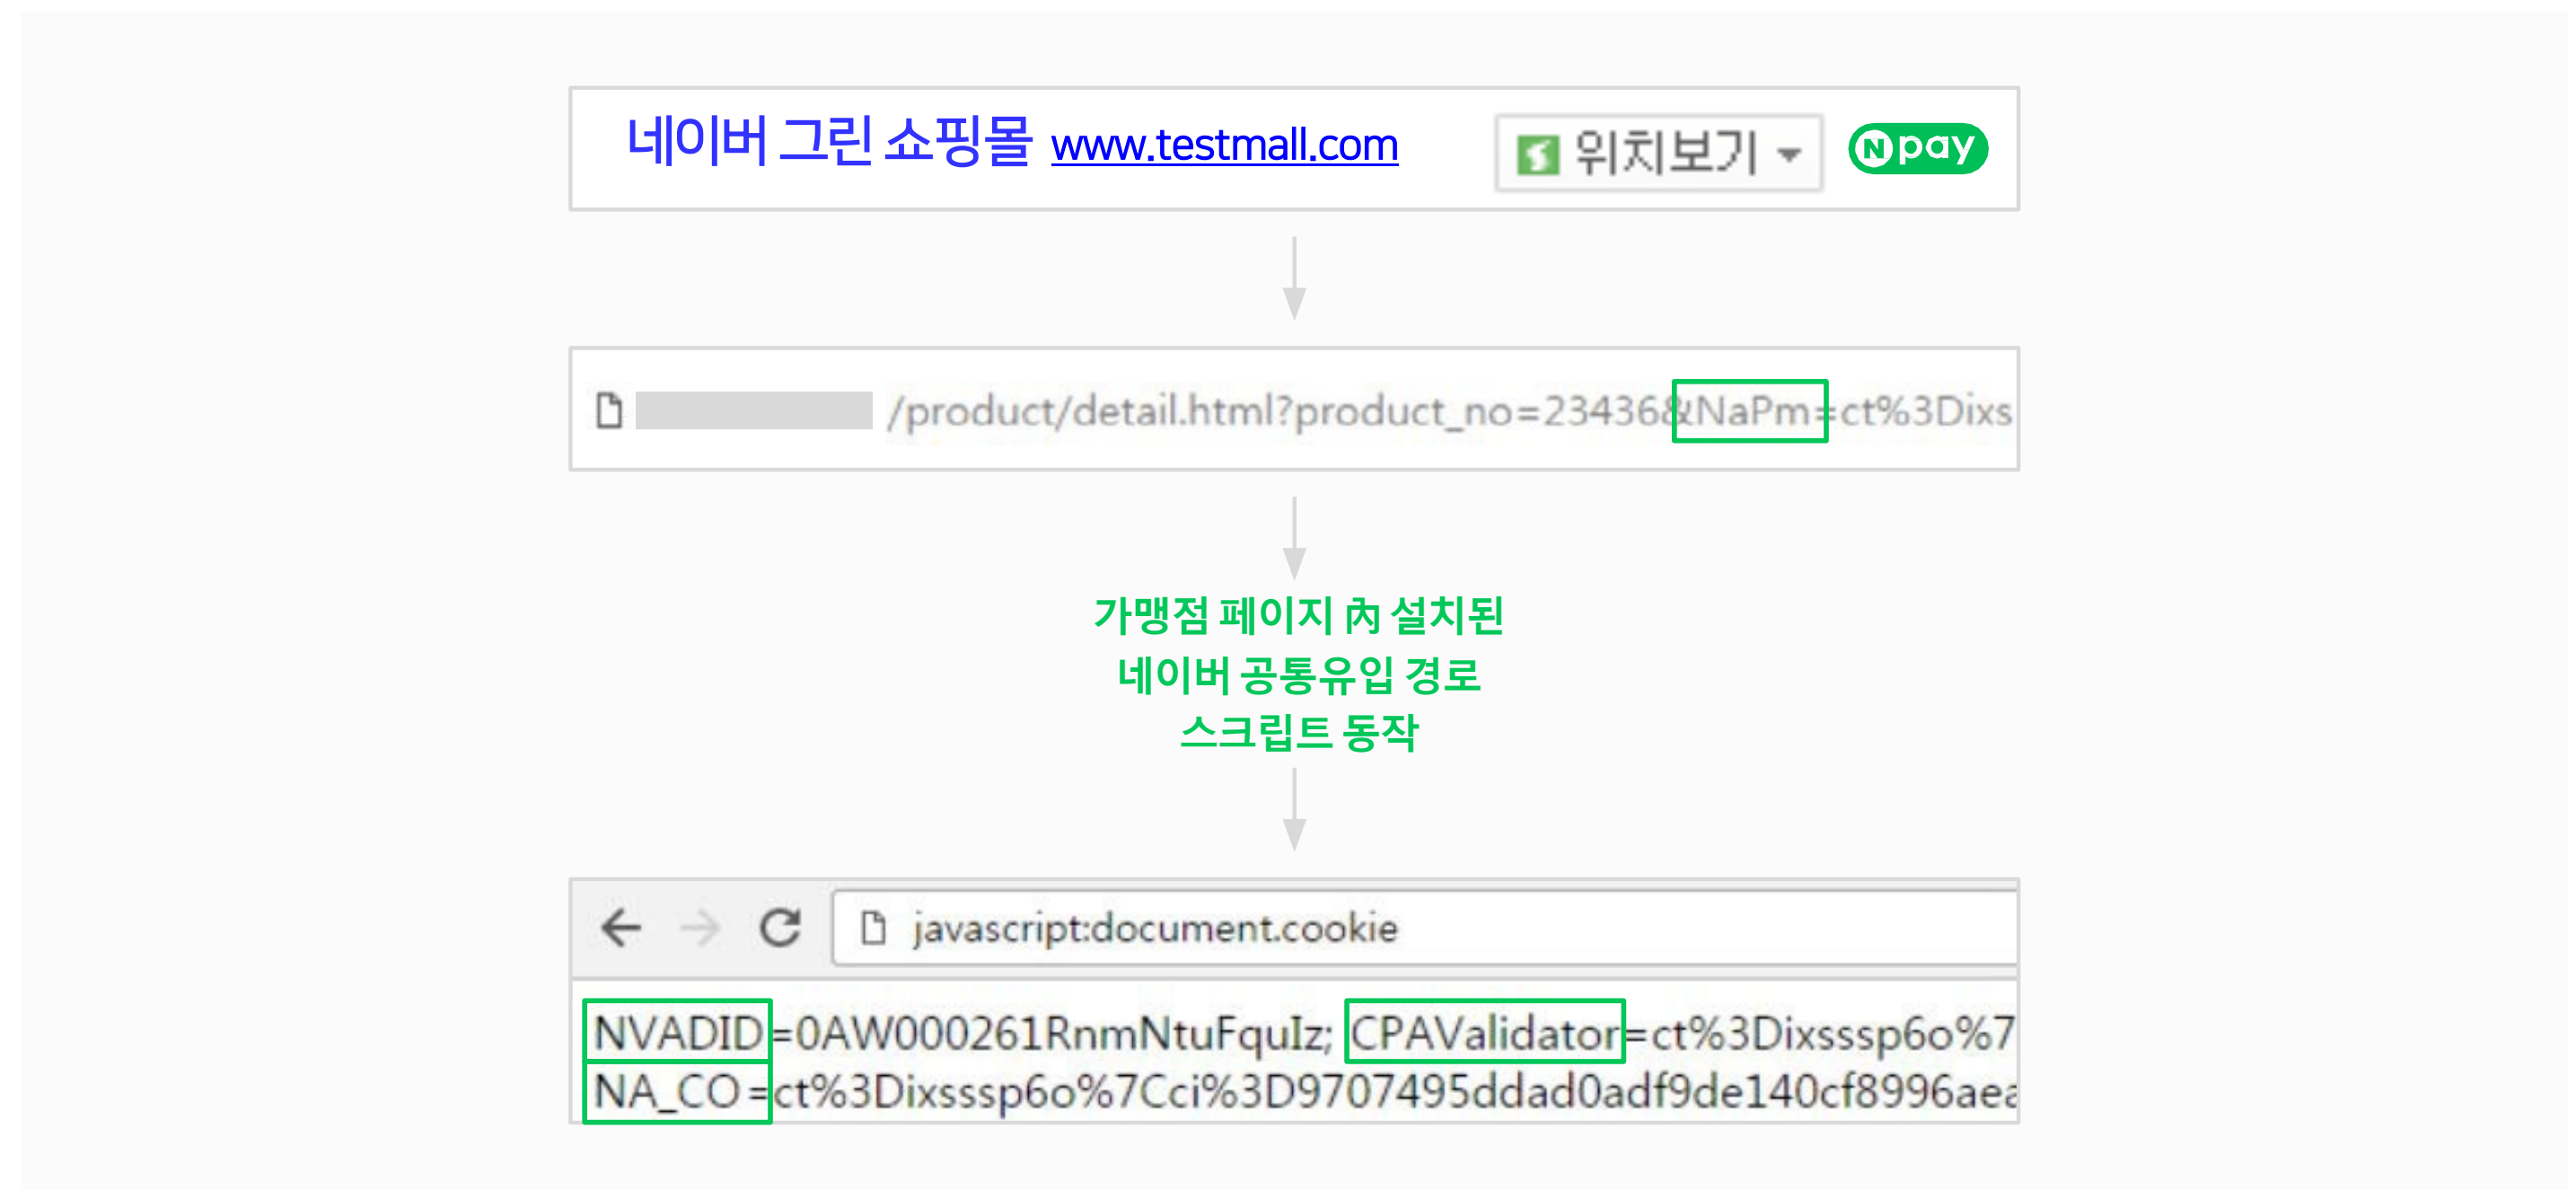 네이버 그린 쇼핑몰 www.testmall.com 위치보기 N pay
/product/detail.html?product_no=23436&NaPm=ct%3Dixs
가맹점 페이지 內 설치된
네이버 공통유입 경로
스크립트 동작
javascript:document.cookie
NVADID=0AW000261RnmNtuFquIz; CPAValidator=ct%3Dixsssp6o%7
NA_CO=ct%3Dixsssp6o%7Cci%3D9707495ddad0adf9de140cf8996aea